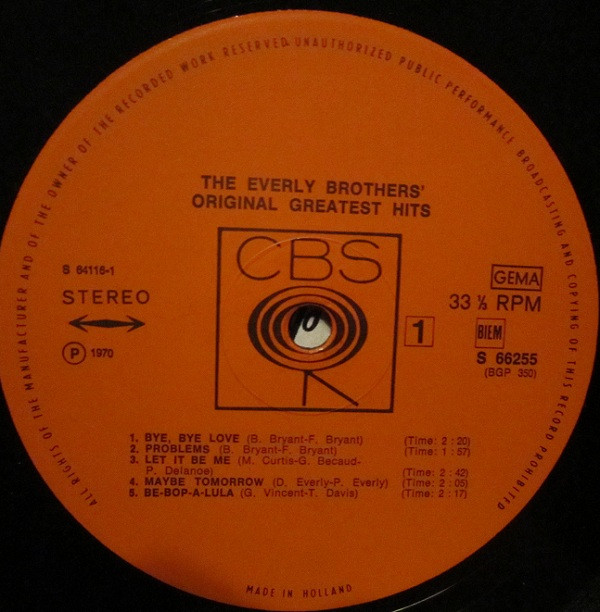 ALL RIGHTS OF THE MANUFACTURER AND OF THE OWNER OF THE RECORDED WORK RESERVED. UNAUTHORIZED PUBLIC PERFORMANCE BROADCASTING AND COPYING OF THIS RECORD PROHIBITED
THE EVERLY BROTHERS'
ORIGINAL GREATEST HITS
CBS
S 64116-1
STEREO
℗ 1970
GEMA
33 ⅓ RPM
1 BIEM
S 66255
(BGP 350)
1. BYE, BYE LOVE (B. Bryant-F. Bryant) (Time: 2 : 20)
2. PROBLEMS (B. Bryant-F. Bryant) (Time: 1 : 57)
3. LET IT BE ME (M. Curtis-G. Becaud-
P. Delanoe) (Time: 2 : 42)
4. MAYBE TOMORROW (D. Everly-P. Everly) (Time: 2 : 05)
5. BE-BOP-A-LULA (G. Vincent-T. Davis) (Time: 2 : 17)
MADE IN HOLLAND